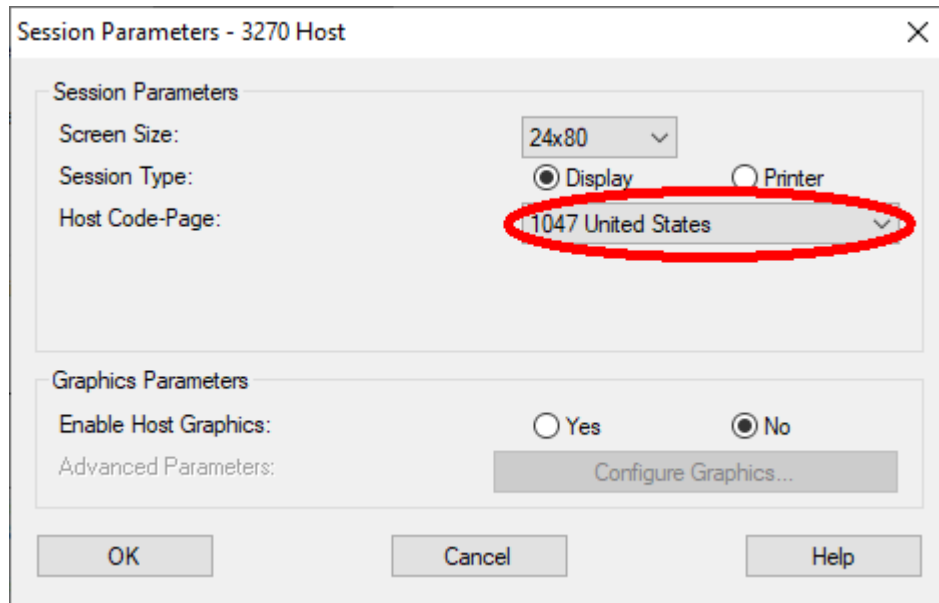 Session Parameters - 3270 Host
Session Parameters
Screen Size: 24x80
Session Type: Display Printer
Host Code-Page: 1047 United States
Graphics Parameters
Enable Host Graphics: Yes No
Advanced Parameters: Configure Graphics...
OK Cancel Help